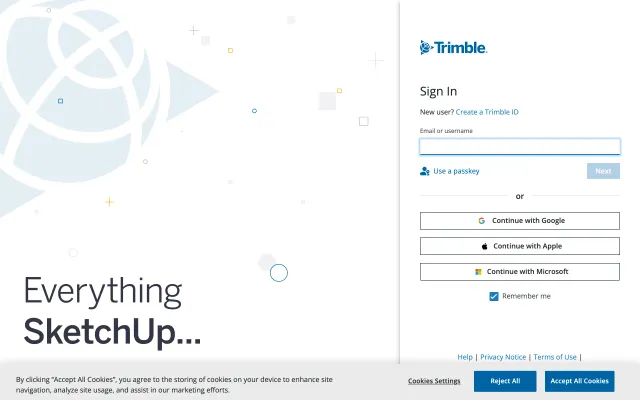 Trimble.
Sign In
New user? Create a Trimble ID
Email or username
Use a passkey
Next
or
Continue with Google
Continue with Apple
Continue with Microsoft
Remember me
Everything
SketchUp...
Help | Privacy Notice | Terms of Use |
By clicking “Accept All Cookies”, you agree to the storing of cookies on your device to enhance site
navigation, analyze site usage, and assist in our marketing efforts.
Cookies Settings
Reject All
Accept All Cookies